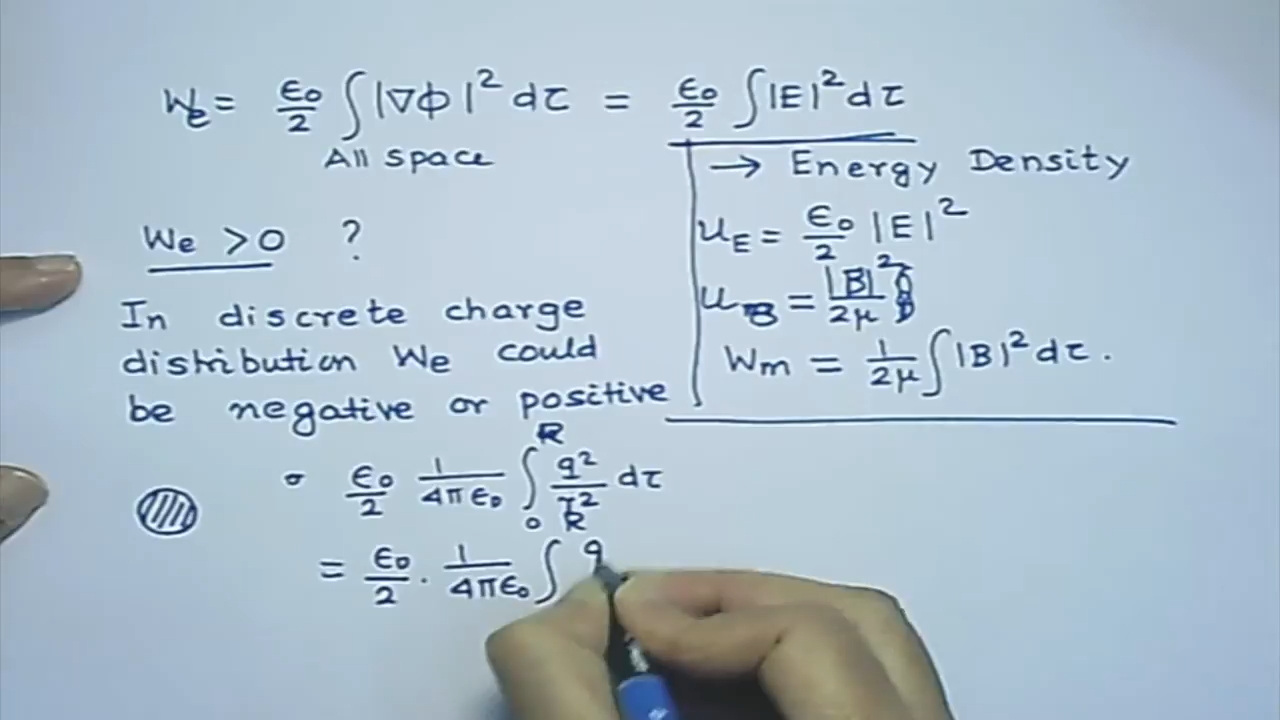 We = ϵ0/2 ∫|∇Φ|² dτ = ϵ0/2 ∫|E|² dτ
All space
→ Energy Density
We > 0 ?
uE = ϵ0/2 |E|²
In discrete charge
distribution We could
be negative or positive
uB = |B|²/2μ
Wm = 1/2μ ∫|B|² dτ.
ϵ0/2 1/4πϵ0 ∫ 0 R q²/r² dτ
= ϵ0/2 · 1/4πϵ0 ∫ R q